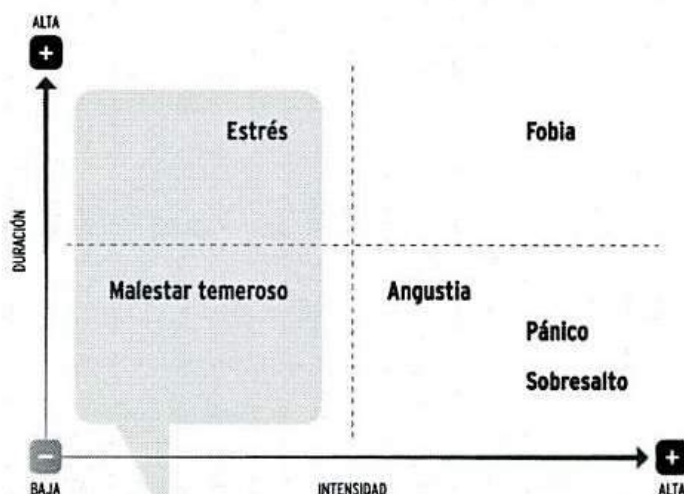 ALTA
+
Estrés
Fobia
DURACIÓN
Malestar temeroso
Angustia
Pánico
Sobresalto
−
+
BAJA
INTENSIDAD
ALTA